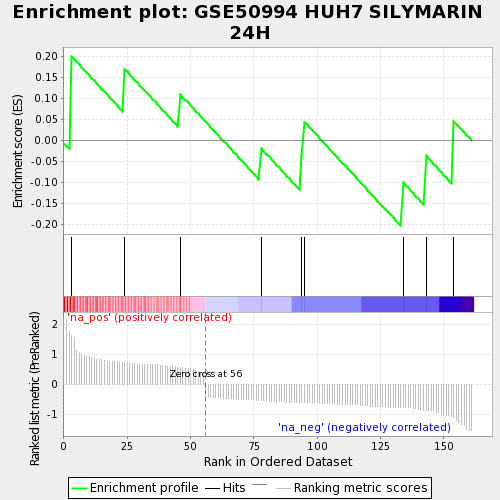 Enrichment plot: GSE50994 HUH7 SILYMARIN
24H
Enrichment score (ES)
0.20
0.15
0.10
0.05
0.00
-0.05
-0.10
-0.15
-0.20
'na_pos' (positively correlated)
Ranked list metric (PreRanked)
2
1
0
-1
Zero cross at 56
'na_neg' (negatively correlated)
0 25 50 75 100 125 150
Rank in Ordered Dataset
Enrichment profile Hits Ranking metric scores